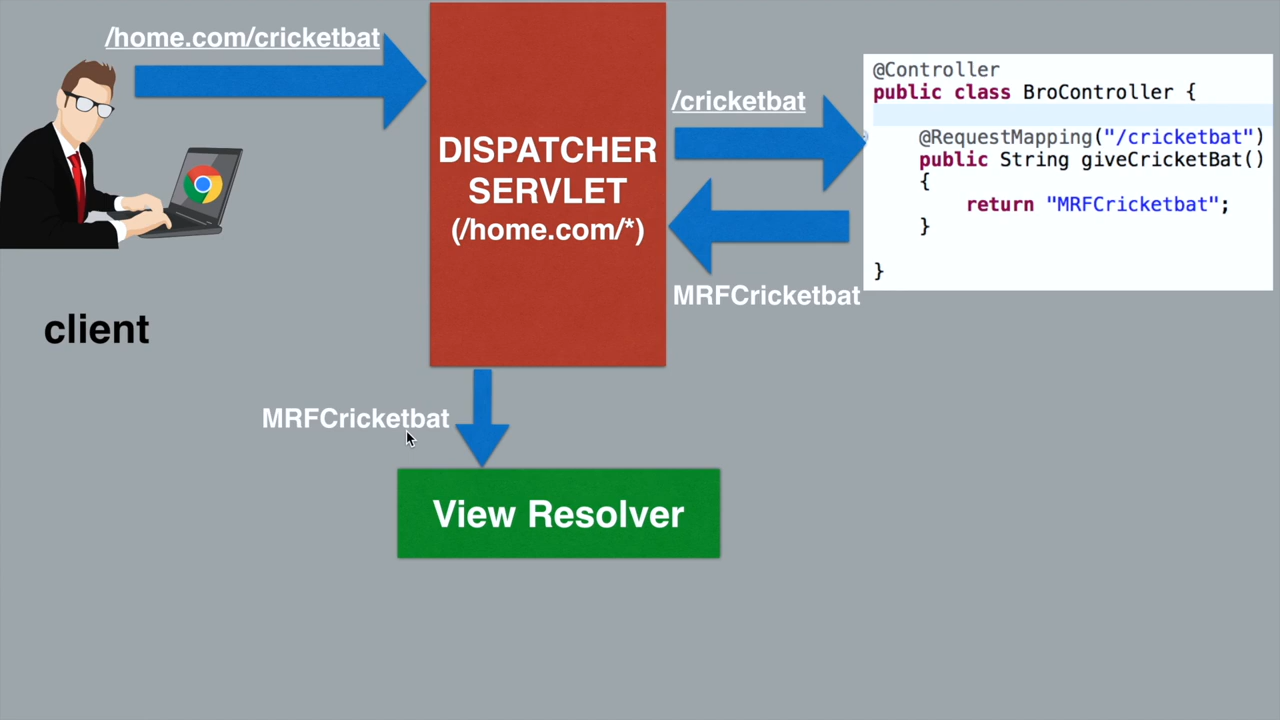 /home.com/cricketbat
DISPATCHER
SERVLET
(/home.com/*)
/cricketbat
MRFCricketbat
@Controller
public class BroController {
@RequestMapping("/cricketbat")
public String giveCricketBat()
{
return "MRFCricketbat";
}
}
client
MRFCricketbat
View Resolver